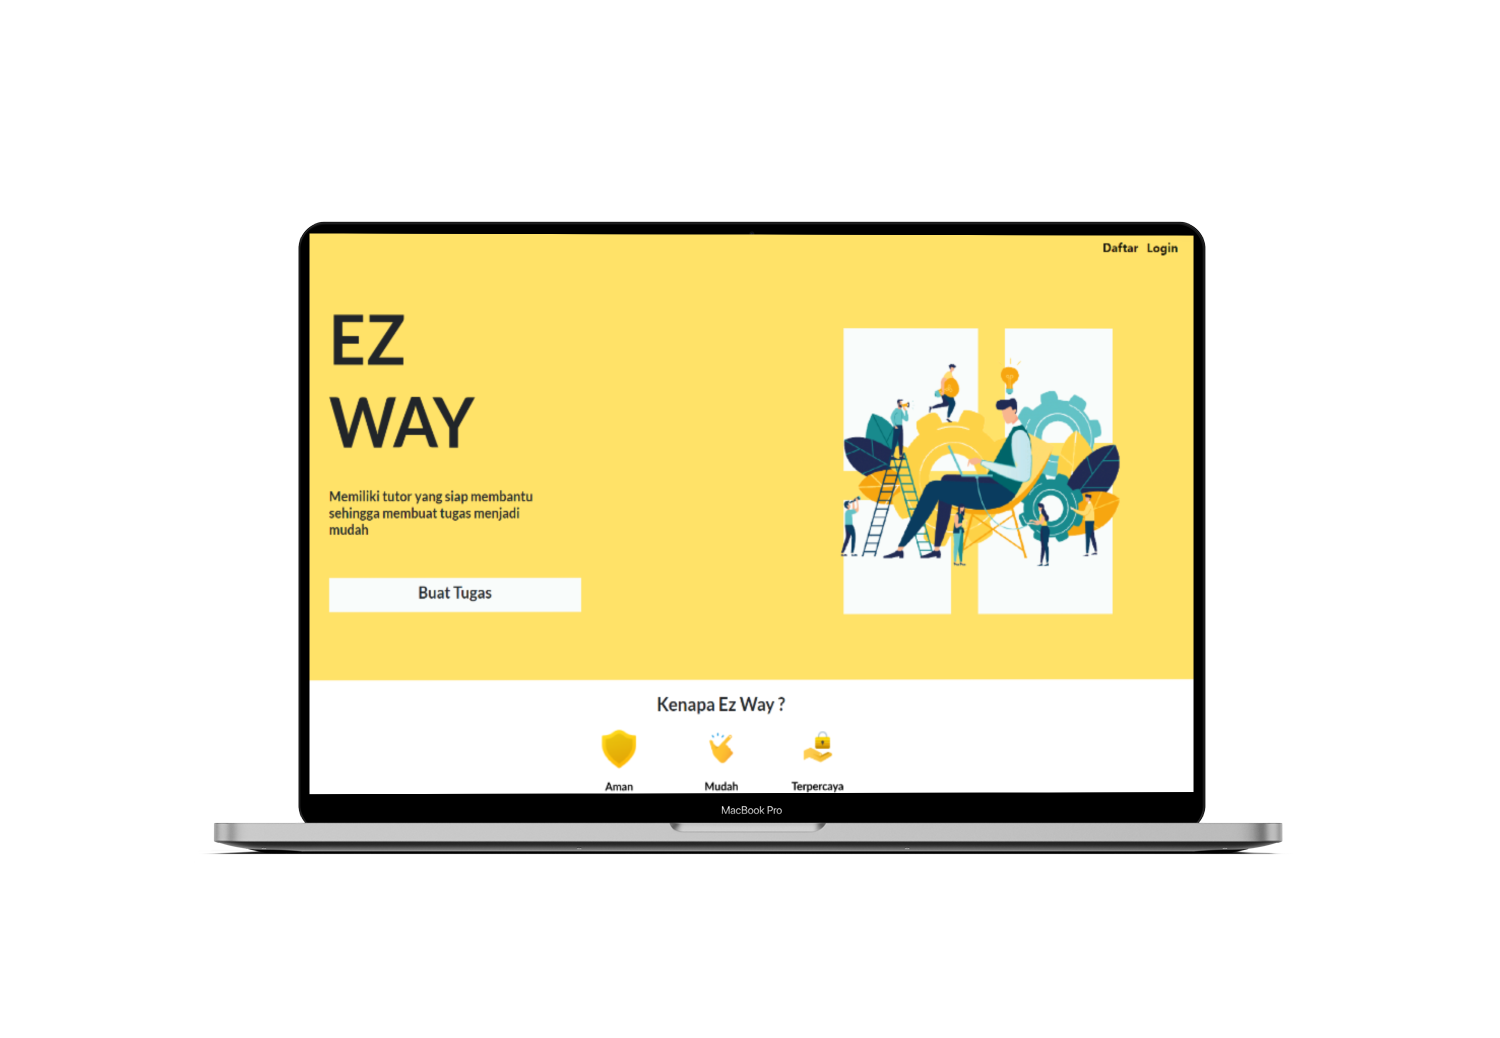 Daftar Login
EZ
WAY
Memiliki tutor yang siap membantu
sehingga membuat tugas menjadi
mudah
Buat Tugas
Kenapa Ez Way ?
Aman Mudah Terpercaya
MacBook Pro